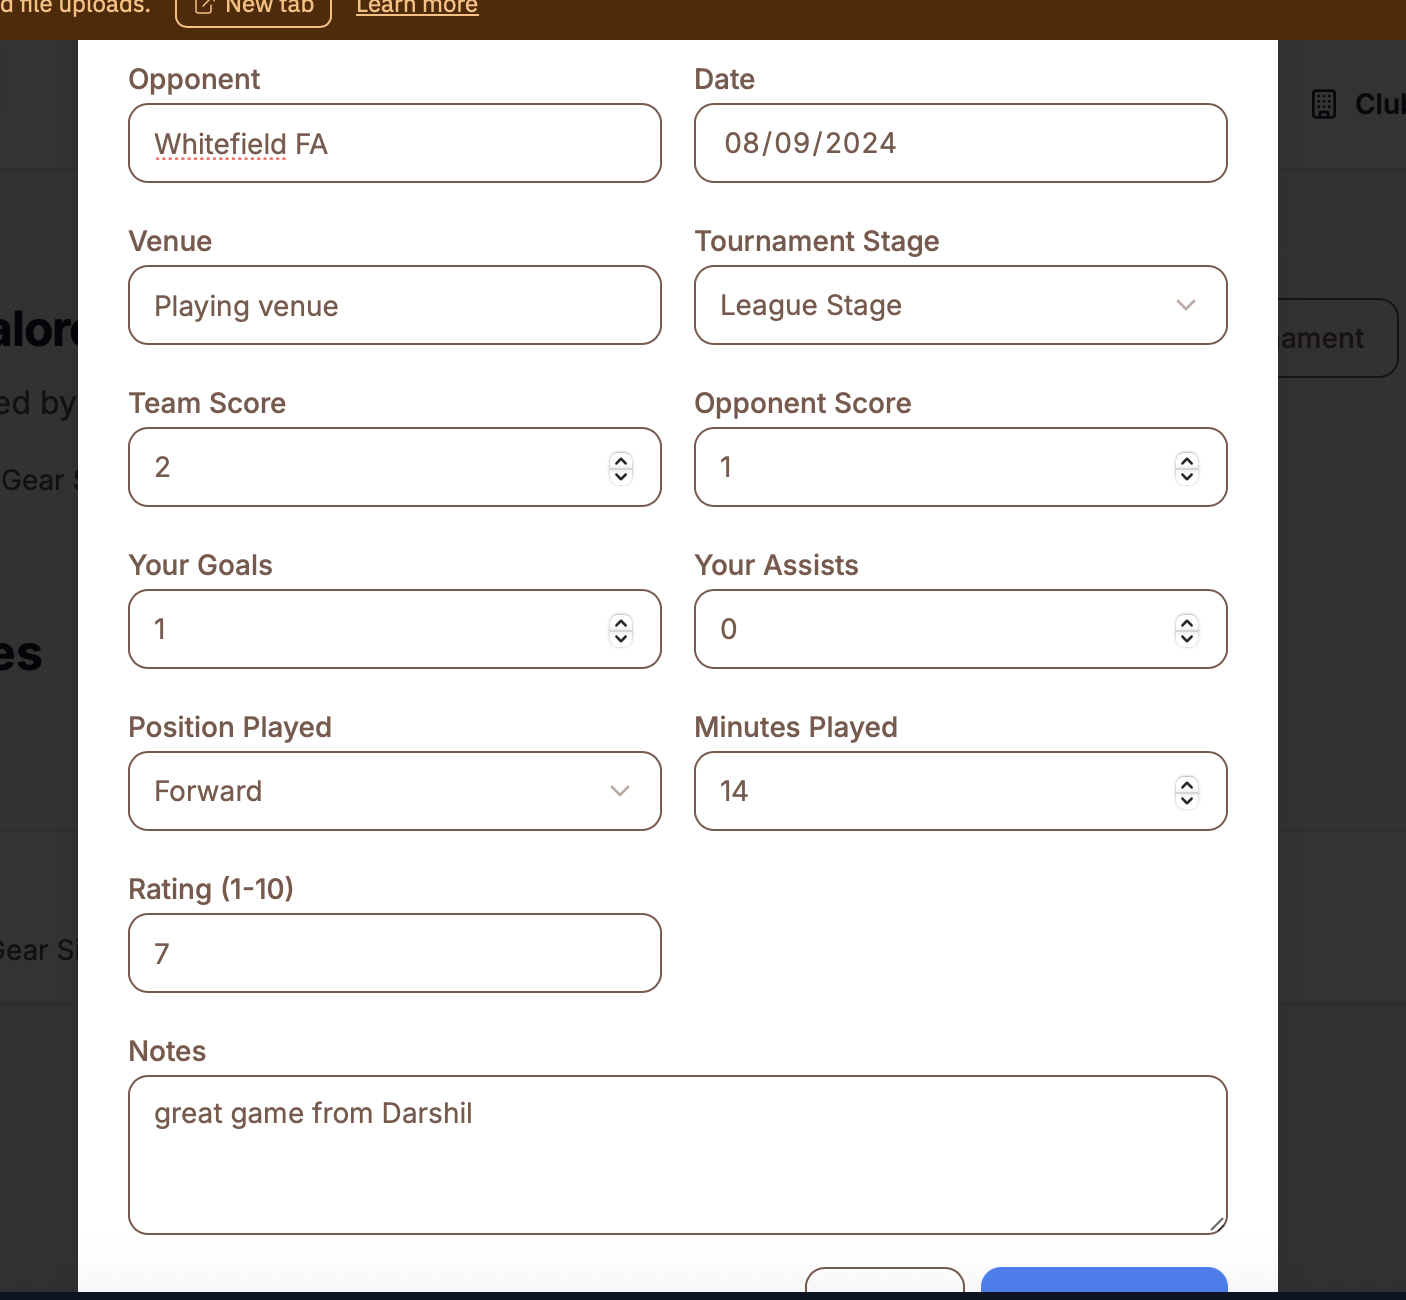 d file uploads. New tab Learn more
Opponent Date
Whitefield FA 08/09/2024
Club
Venue Tournament Stage
Playing venue League Stage
alore ament
ed by
Team Score Opponent Score
2 1
Gear S
Your Goals Your Assists
1 0
es
Position Played Minutes Played
Forward 14
Rating (1-10)
7
Gear Si
Notes
great game from Darshil